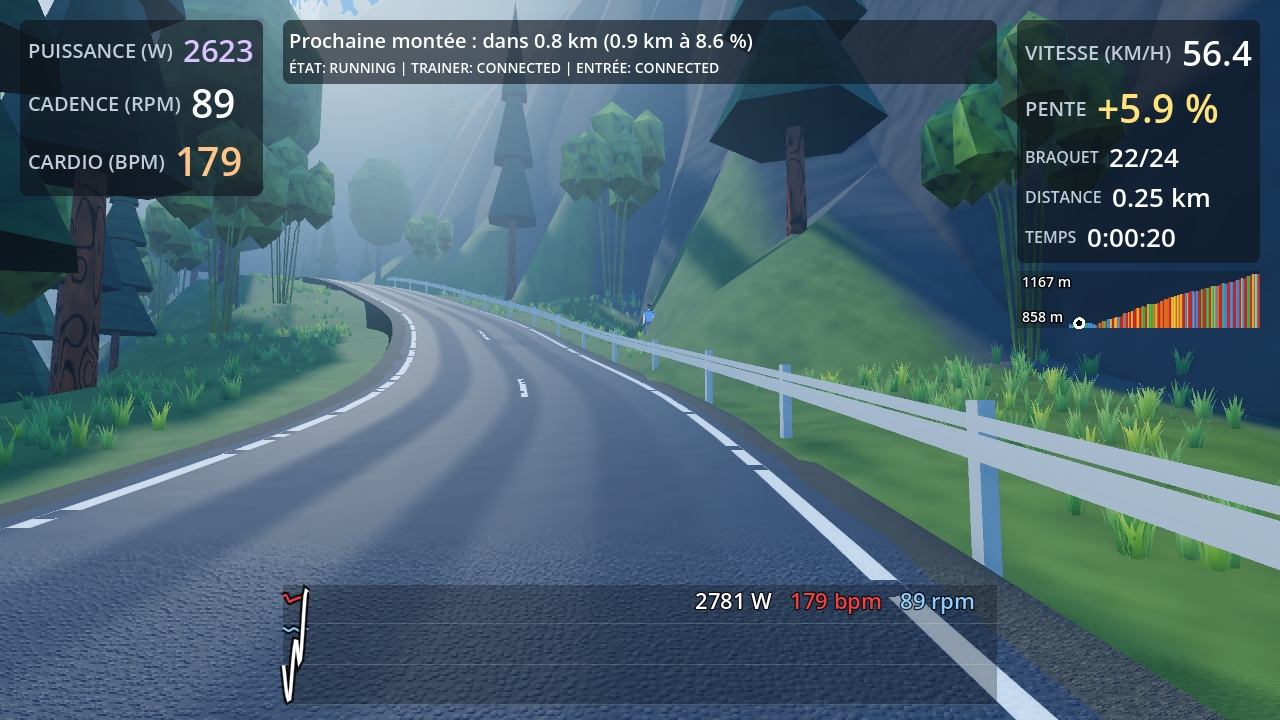 PUISSANCE (W) 2623
CADENCE (RPM) 89
CARDIO (BPM) 179
Prochaine montée : dans 0.8 km (0.9 km à 8.6 %)
ÉTAT: RUNNING | TRAINER: CONNECTED | ENTRÉE: CONNECTED
VITESSE (KM/H) 56.4
PENTE +5.9 %
BRAQUET 22/24
DISTANCE 0.25 km
TEMPS 0:00:20
1167 m
858 m
2781 W 179 bpm 89 rpm